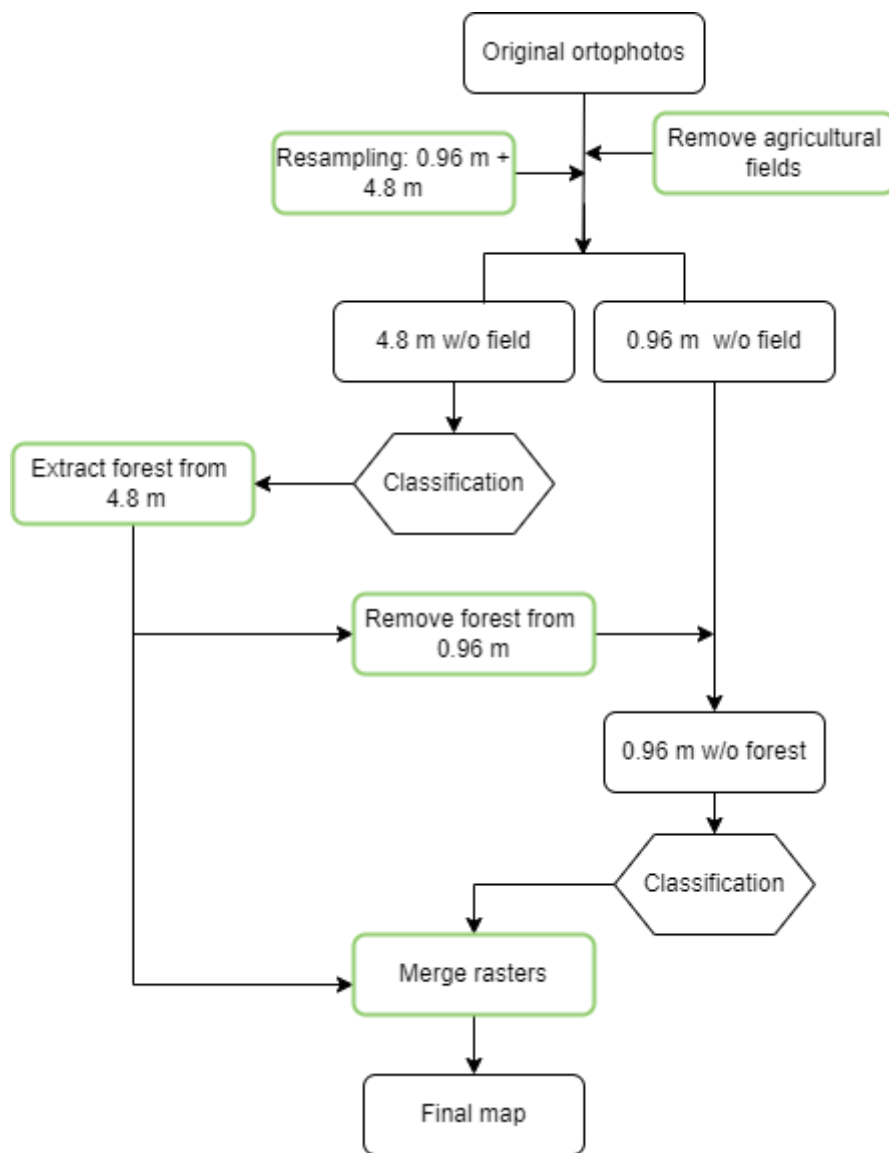 Original ortophotos
Resampling: 0.96 m +
4.8 m
Remove agricultural
fields
4.8 m w/o field
0.96 m  w/o field
Classification
Extract forest from
4.8 m
Remove forest from
0.96 m
0.96 m w/o forest
Classification
Merge rasters
Final map